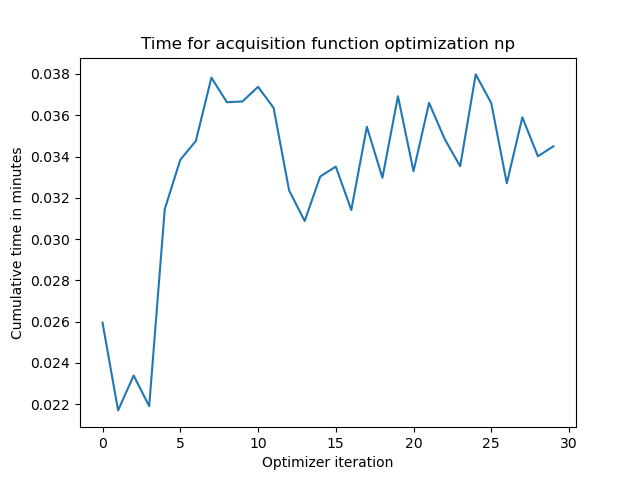 Time for acquisition function optimization np
Cumulative time in minutes
0.038
0.036
0.034
0.032
0.030
0.028
0.026
0.024
0.022
0 5 10 15 20 25 30
Optimizer iteration